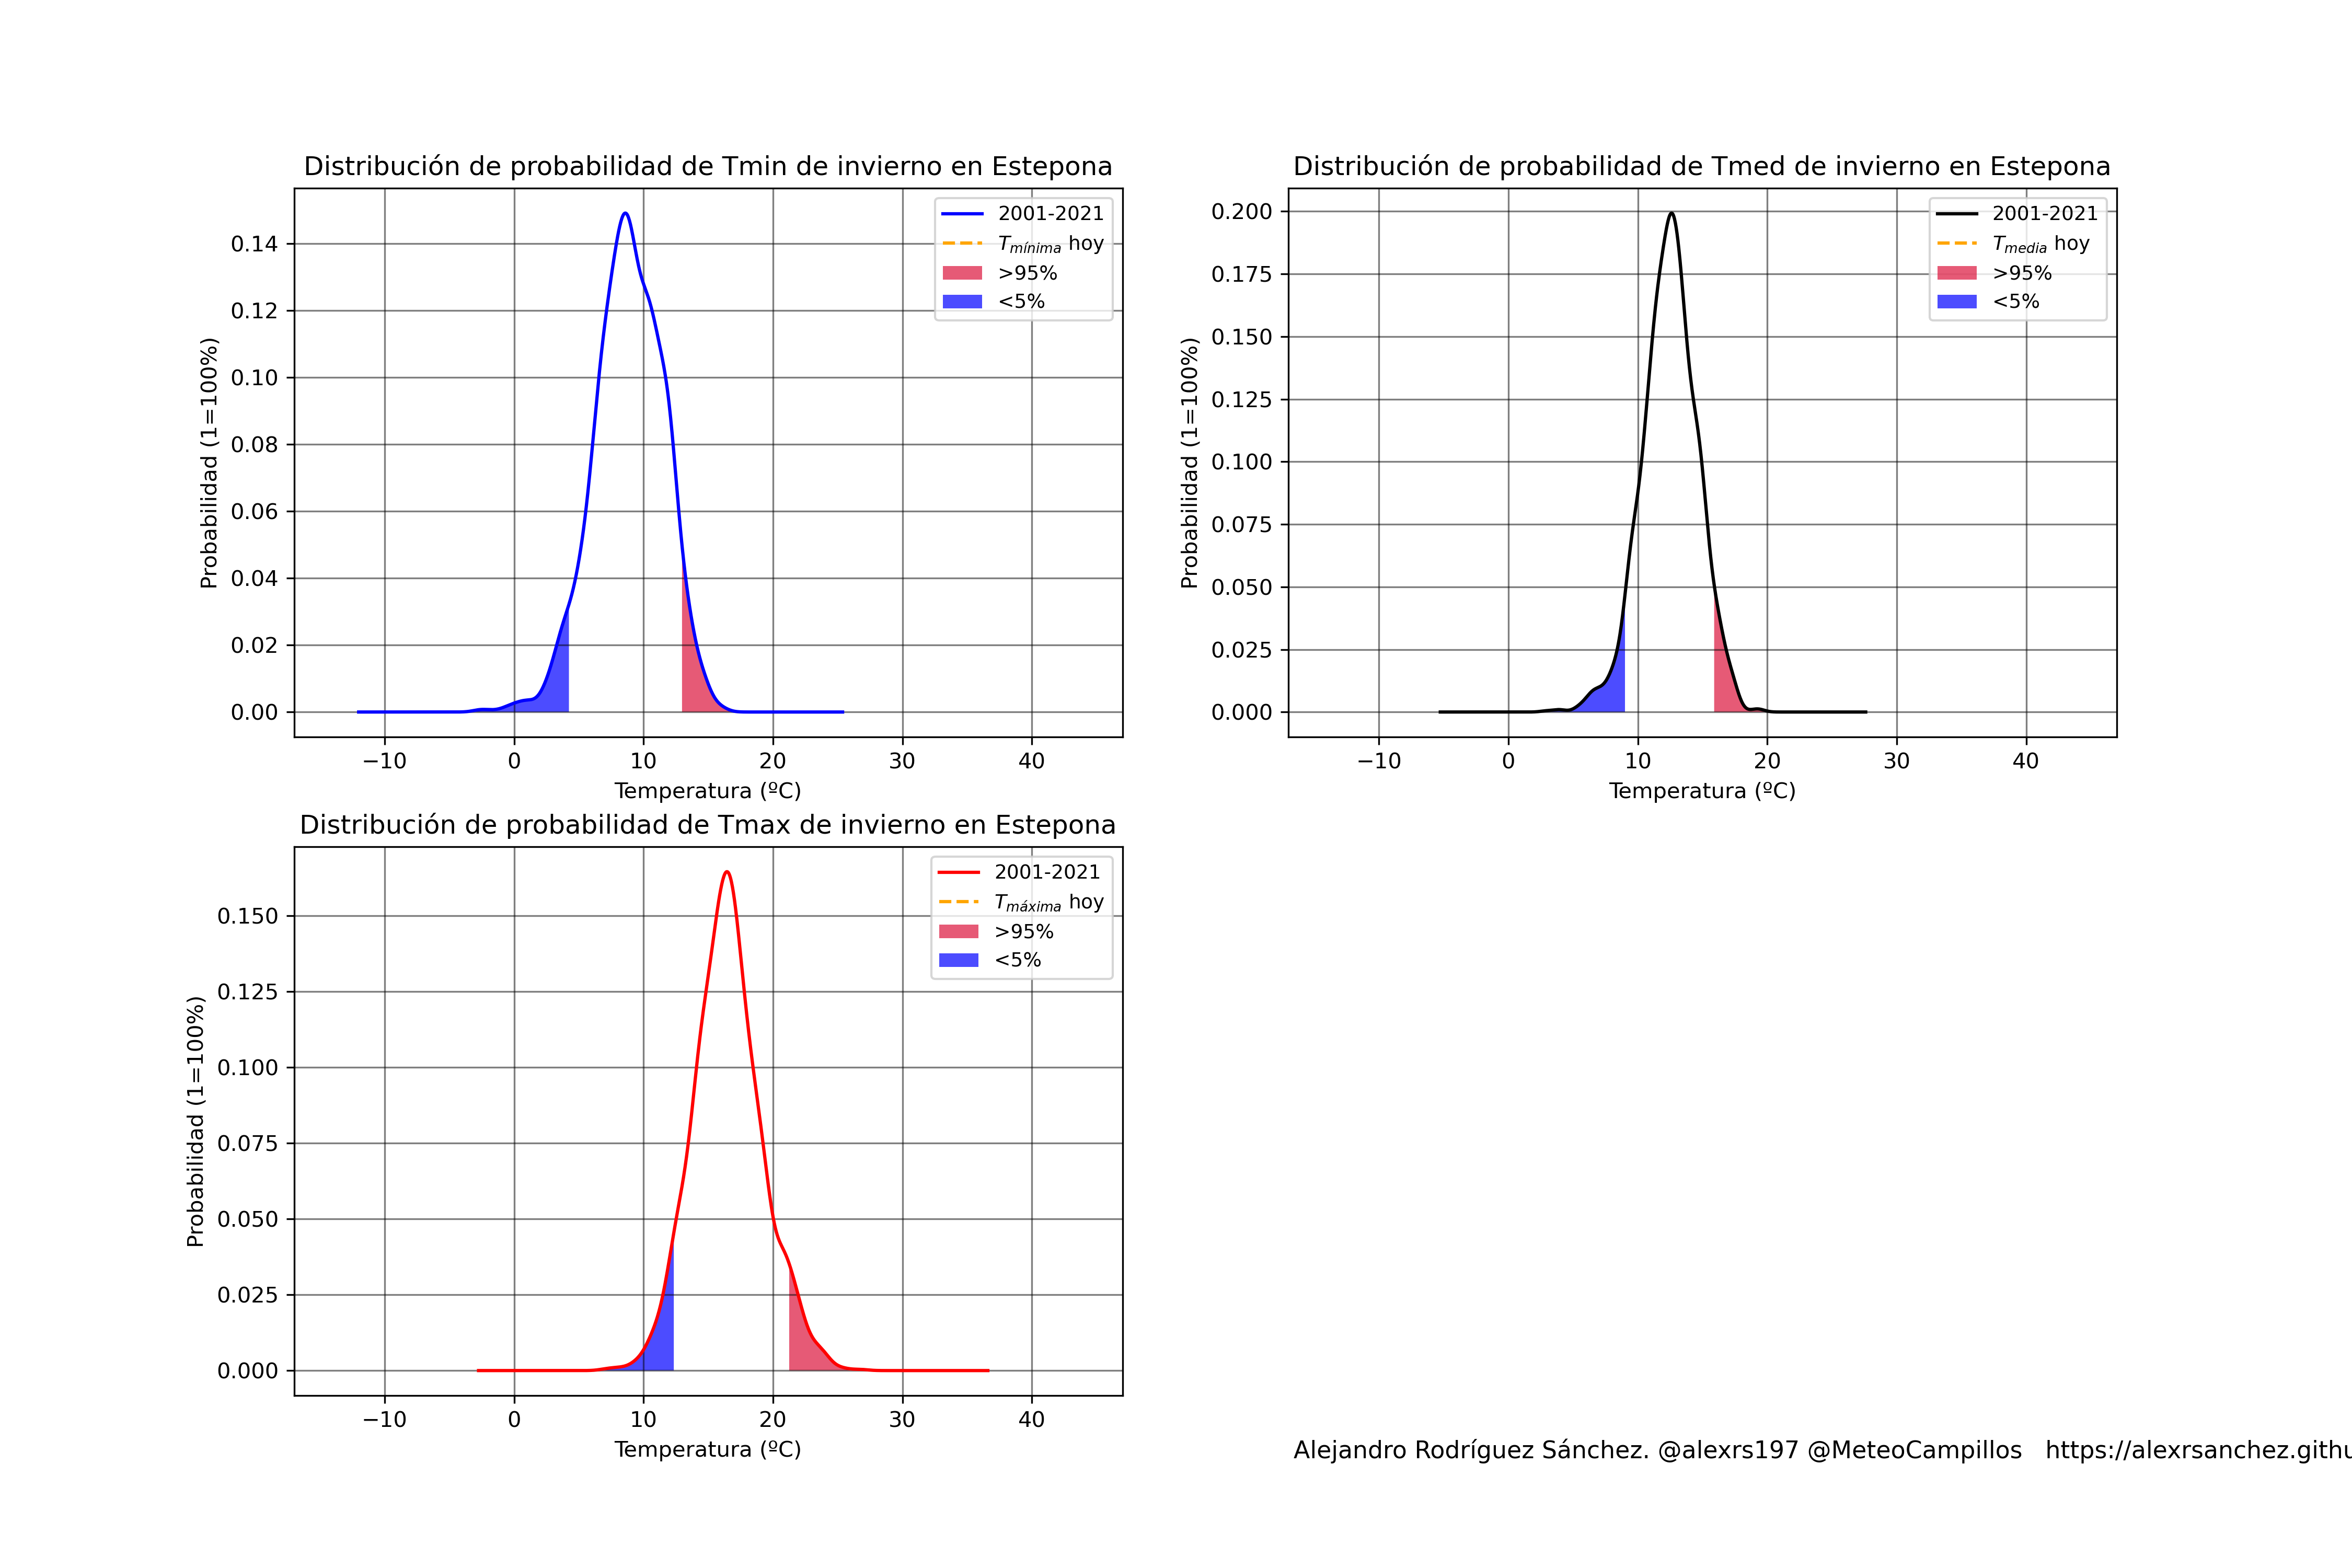 Distribución de probabilidad de Tmin de invierno en Estepona
Probabilidad (1=100%)
0.14
0.12
0.10
0.08
0.06
0.04
0.02
0.00
−10 0 10 20 30 40
Temperatura (ºC)
2001-2021
Tmínima hoy
>95%
<5%
Distribución de probabilidad de Tmed de invierno en Estepona
Probabilidad (1=100%)
0.200
0.175
0.150
0.125
0.100
0.075
0.050
0.025
0.000
−10 0 10 20 30 40
Temperatura (ºC)
2001-2021
Tmedia hoy
>95%
<5%
Distribución de probabilidad de Tmax de invierno en Estepona
Probabilidad (1=100%)
0.150
0.125
0.100
0.075
0.050
0.025
0.000
−10 0 10 20 30 40
Temperatura (ºC)
2001-2021
Tmáxima hoy
>95%
<5%
Alejandro Rodríguez Sánchez. @alexrs197 @MeteoCampillos https://alexrsanchez.githu